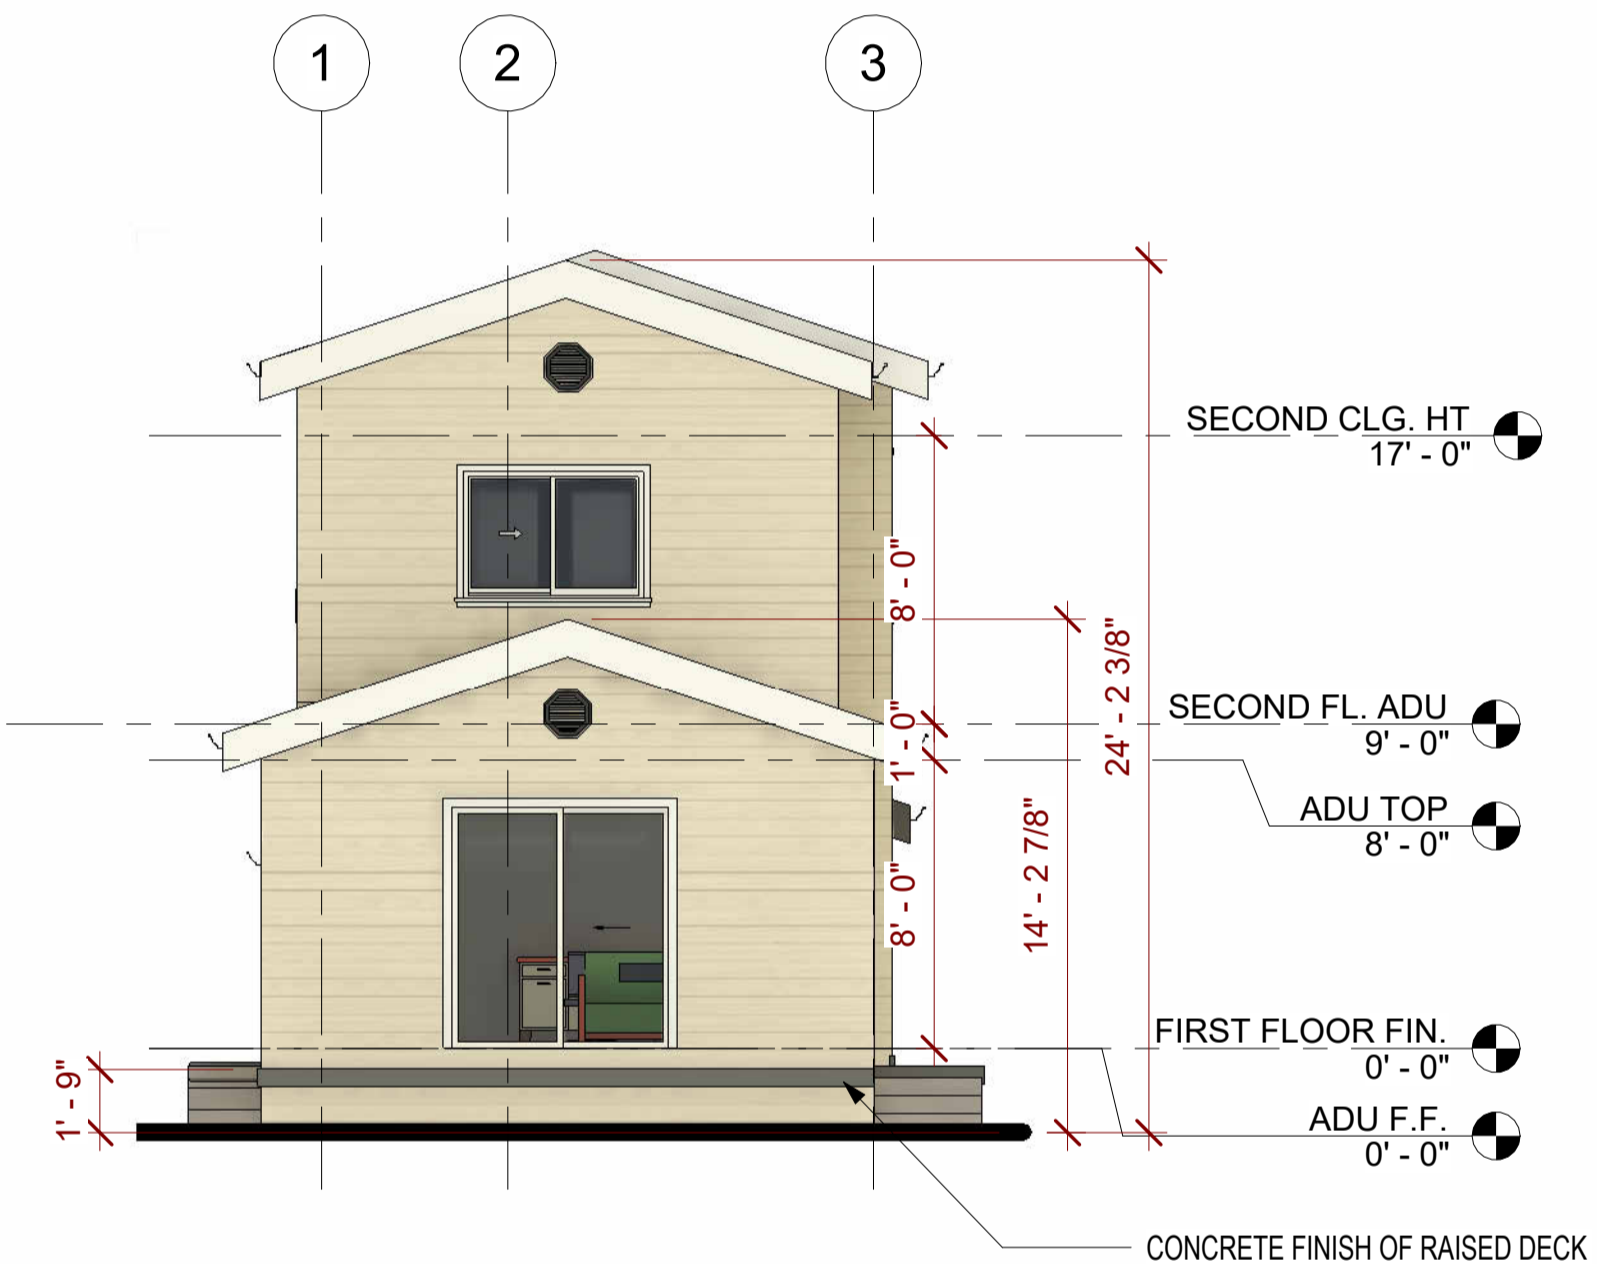 1
2
3
SECOND CLG. HT
17' - 0"
8' - 0"
24' - 2 3/8"
SECOND FL. ADU
9' - 0"
1' - 0"
ADU TOP
8' - 0"
14' - 2 7/8"
8' - 0"
FIRST FLOOR FIN.
0' - 0"
1' - 9"
ADU F.F.
0' - 0"
CONCRETE FINISH OF RAISED DECK